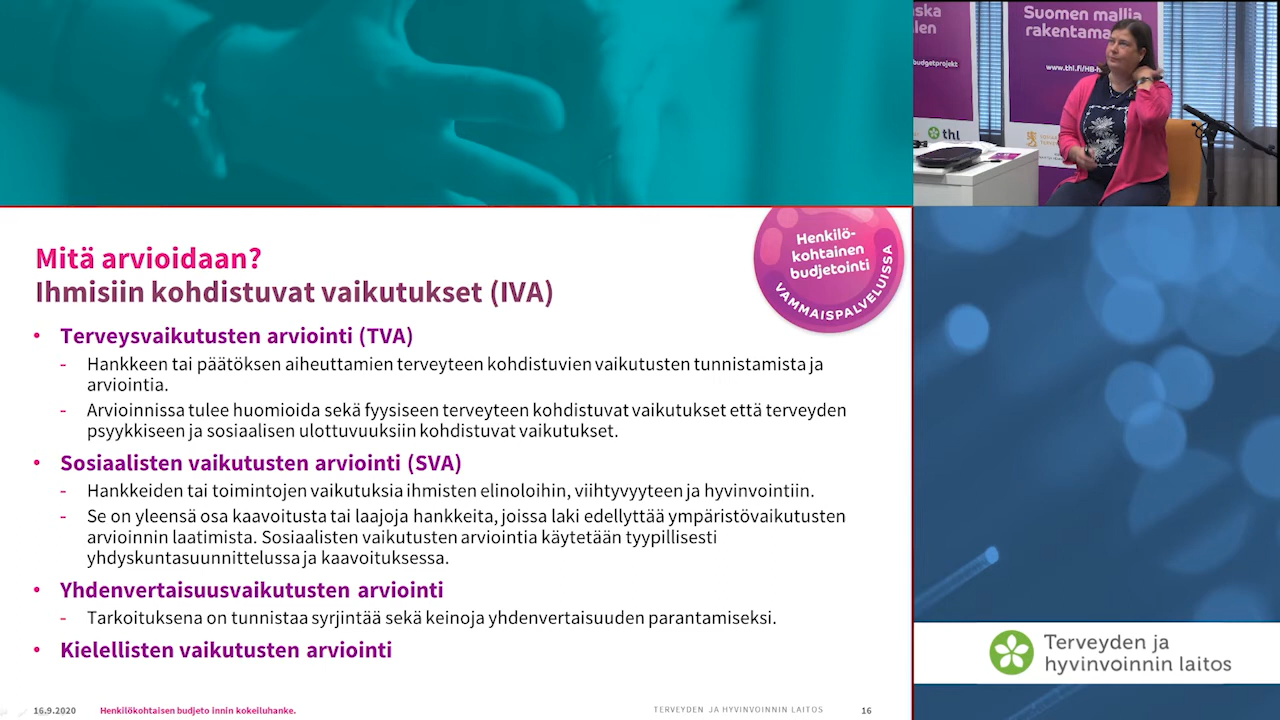 Mitä arvioidaan?
Ihmisiin kohdistuvat vaikutukset (IVA)
Henkilö-
kohtainen
budjetointi
VAMMAISPALVELUISSA
• Terveysvaikutusten arviointi (TVA)
- Hankkeen tai päätöksen aiheuttamien terveyteen kohdistuvien vaikutusten tunnistamista ja
arviointia.
- Arvioinnissa tulee huomioida sekä fyysiseen terveyteen kohdistuvat vaikutukset että terveyden
psyykkiseen ja sosiaalisen ulottuvuuksiin kohdistuvat vaikutukset.
• Sosiaalisten vaikutusten arviointi (SVA)
- Hankkeiden tai toimintojen vaikutuksia ihmisten elinoloihin, viihtyvyyteen ja hyvinvointiin.
- Se on yleensä osa kaavoitusta tai laajoja hankkeita, joissa laki edellyttää ympäristövaikutusten
arvioinnin laatimista. Sosiaalisten vaikutusten arviointia käytetään tyypillisesti
yhdyskuntasuunnittelussa ja kaavoituksessa.
• Yhdenvertaisuusvaikutusten arviointi
- Tarkoituksena on tunnistaa syrjintää sekä keinoja yhdenvertaisuuden parantamiseksi.
• Kielellisten vaikutusten arviointi
16.9.2020 Henkilökohtaisen budjeto innin kokeiluhanke. TERVEYDEN JA HYVINVOINNIN LAITOS 16
Suomen mallia
rakentama
www.thl.fi/HB-h
budgetprojekt
thl
Terveyden ja
hyvinvoinnin laitos